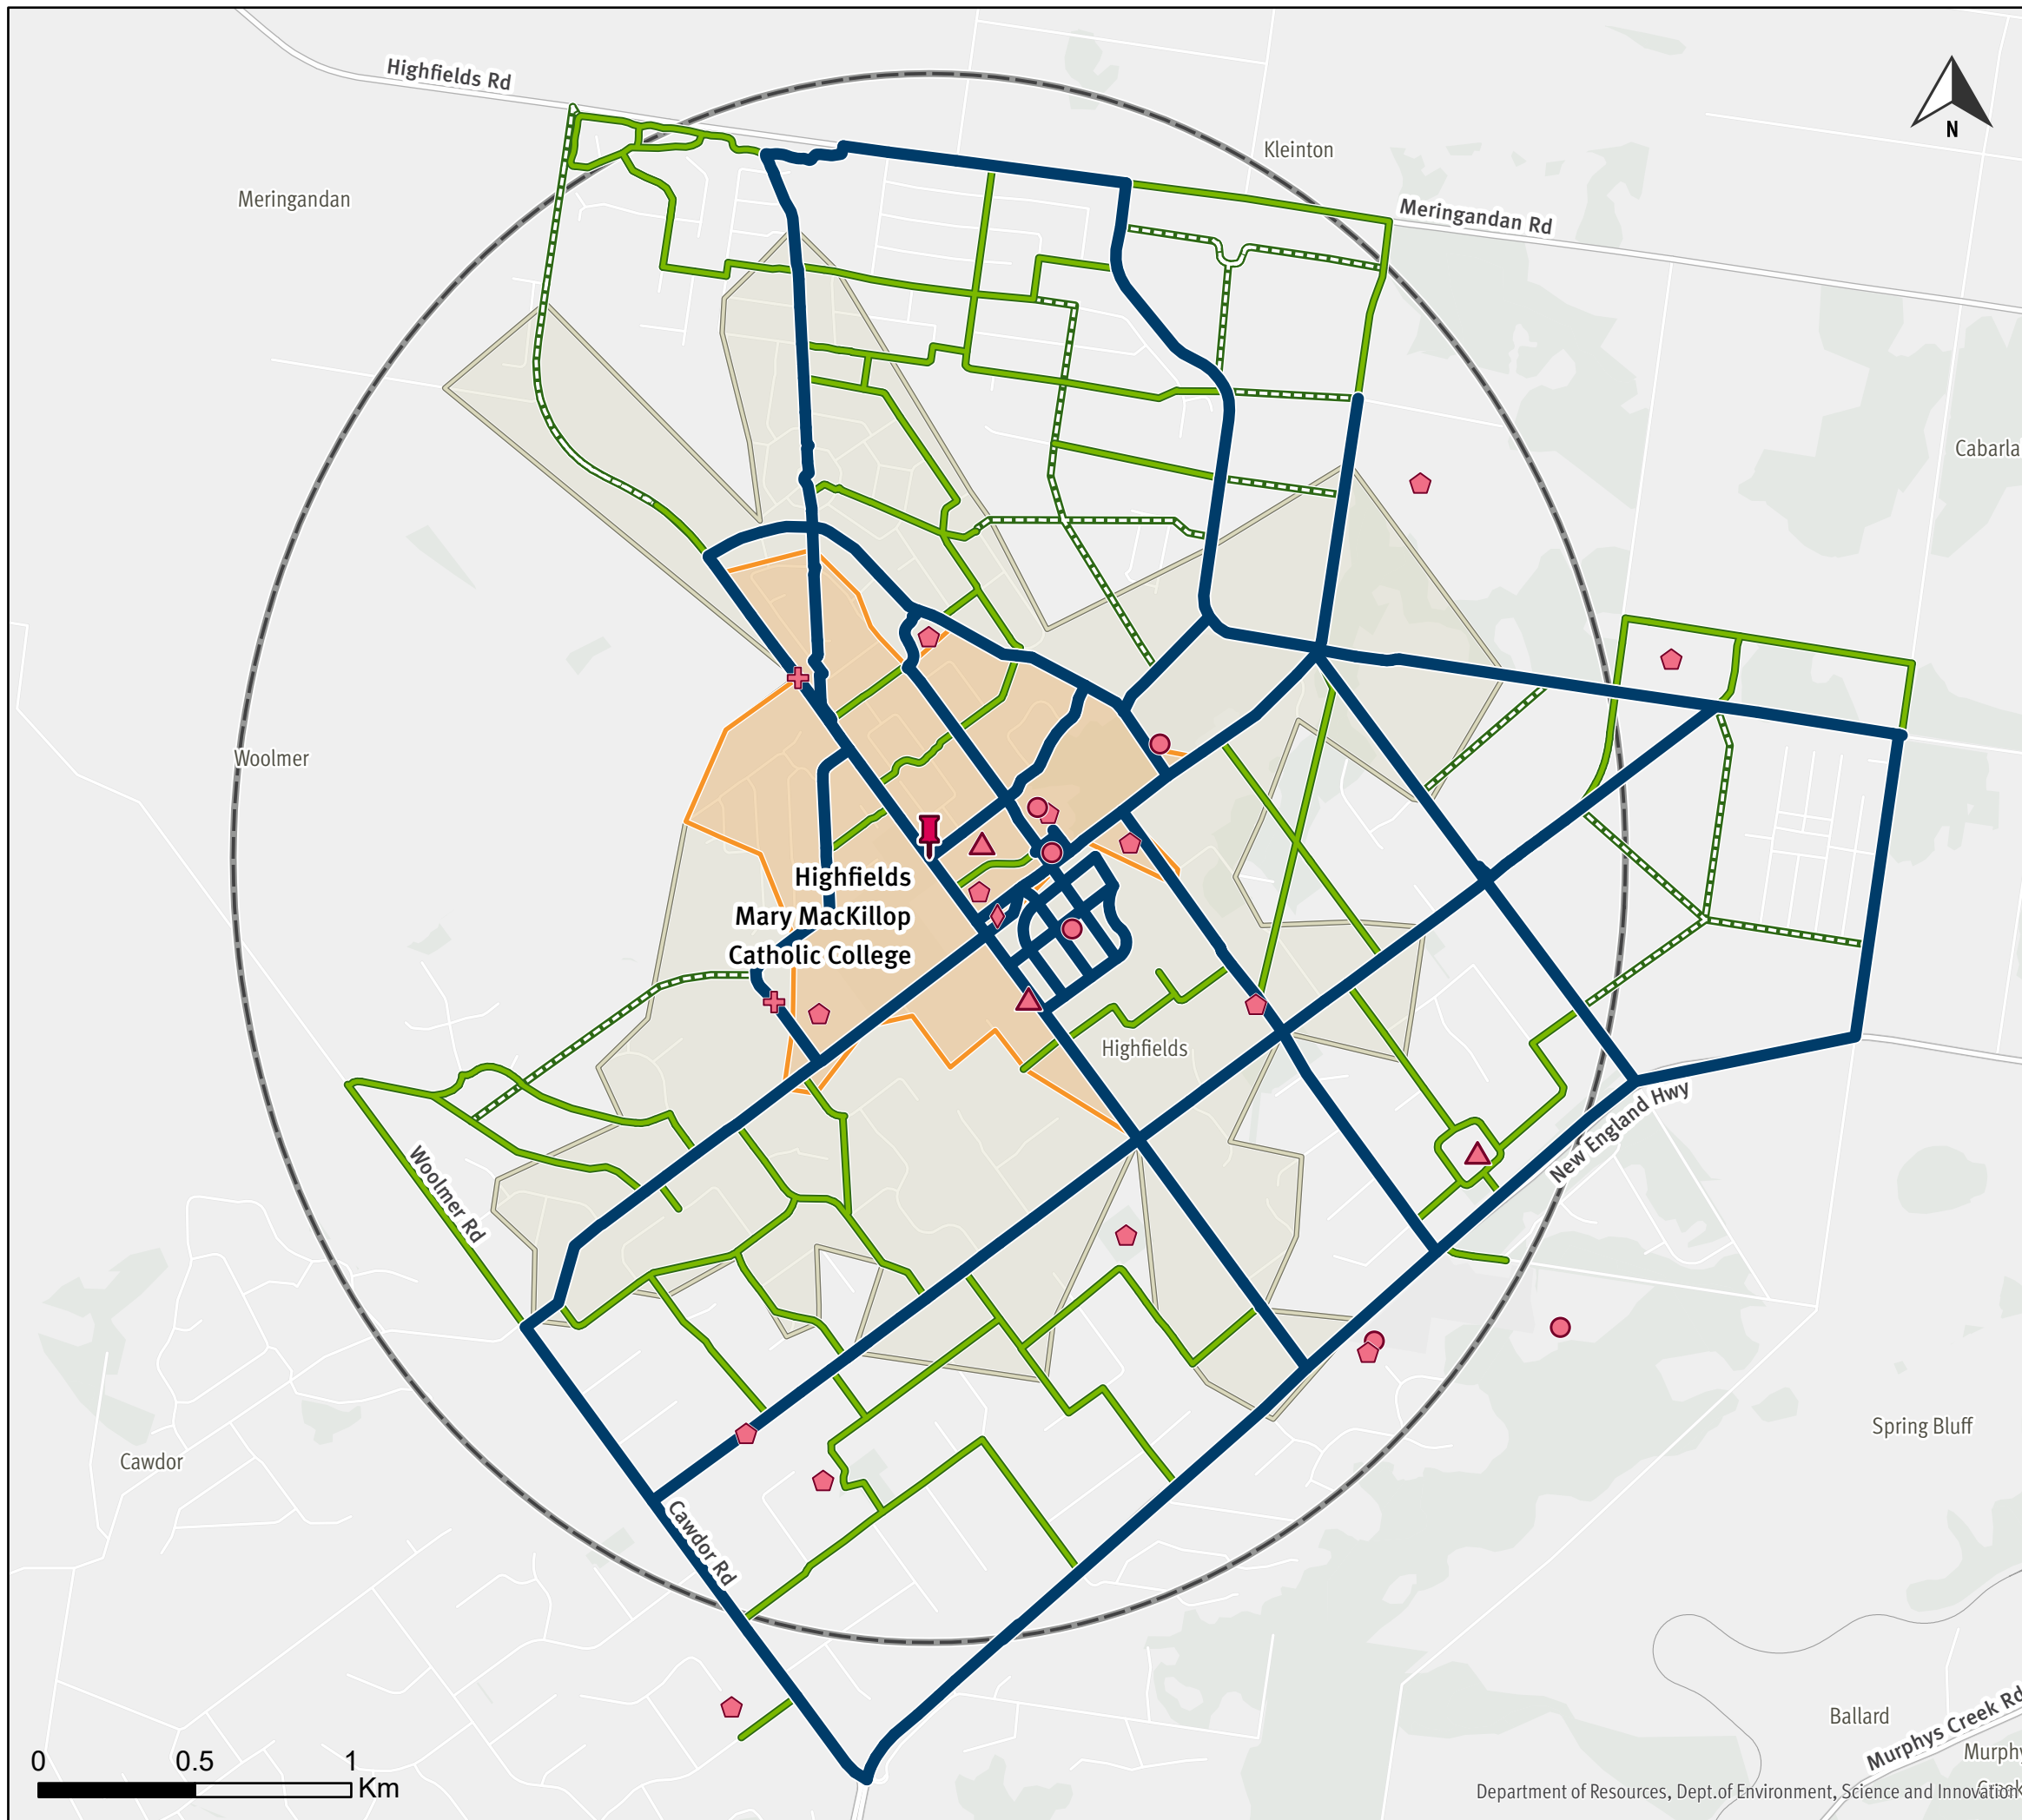 Highfields Rd
Kleinton
N
Meringandan
Meringandan Rd
Cabarla
Woolmer
Highfields
Mary MacKillop
Catholic College
Highfields
New England Hwy
Woolmer Rd
Spring Bluff
Cawdor
Cawdor Rd
Ballard
Murphys Creek Rd
Murphy
0 0.5 1
Km
Department of Resources, Dept.of Environment, Science and Innovation